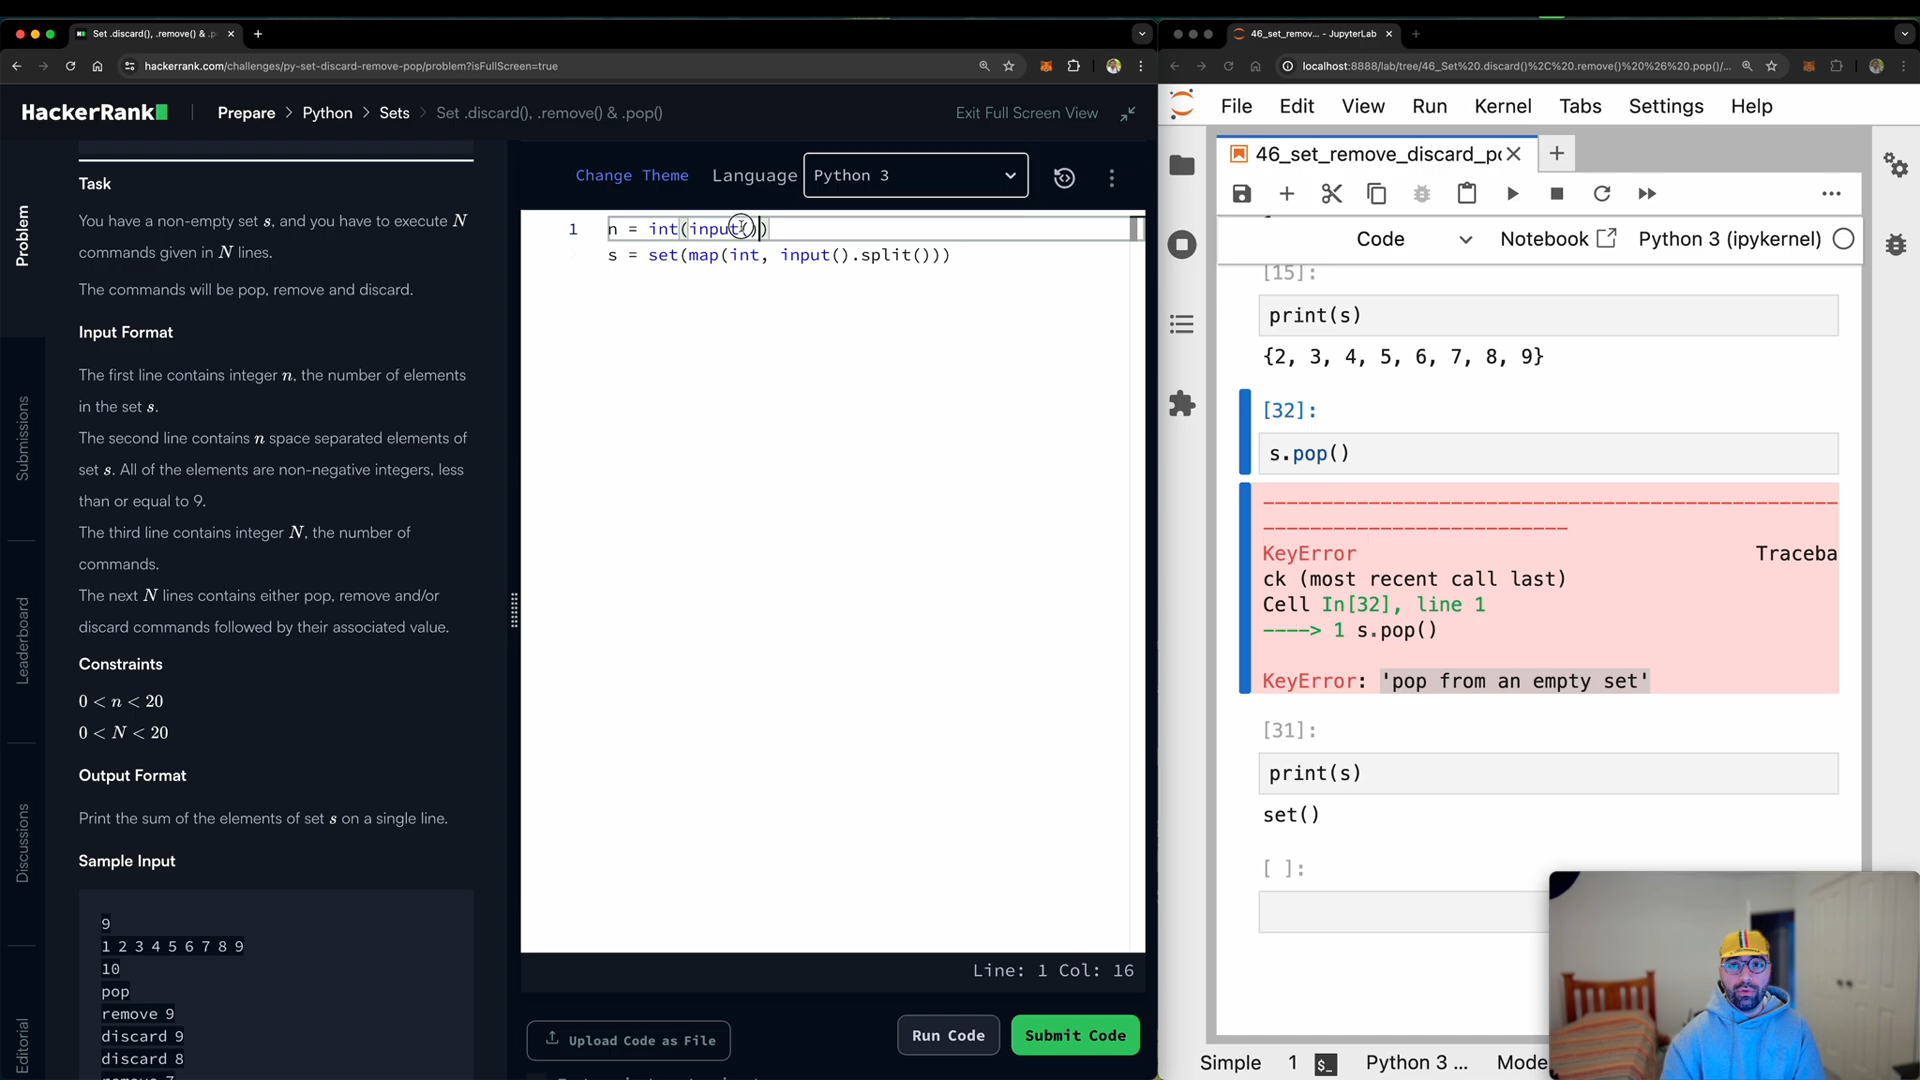 Set .discard(), .remove() & .p
hackerrank.com/challenges/py-set-discard-remove-pop/problem?isFullScreen=true
HackerRank
Prepare > Python > Sets > Set .discard(), .remove() & .pop()
Exit Full Screen View
Problem
Submissions
Leaderboard
Discussions
Editorial
Task
You have a non-empty set s, and you have to execute N
commands given in N lines.
The commands will be pop, remove and discard.
Input Format
The first line contains integer n, the number of elements
in the set s.
The second line contains n space separated elements of
set s. All of the elements are non-negative integers, less
than or equal to 9.
The third line contains integer N, the number of
commands.
The next N lines contains either pop, remove and/or
discard commands followed by their associated value.
Constraints
0 < n < 20
0 < N < 20
Output Format
Print the sum of the elements of set s on a single line.
Sample Input
9
1 2 3 4 5 6 7 8 9
10
pop
remove 9
discard 9
discard 8
Change Theme Language Python 3
1
n = int(input())
s = set(map(int, input().split()))
Line: 1 Col: 16
Upload Code as File
Run Code
Submit Code
46_set_remov... - JupyterLab
localhost:8888/lab/tree/46_Set%20.discard()%2C%20.remove()%20%26%20.pop()/...
File Edit View Run Kernel Tabs Settings Help
46_set_remove_discard_po
Code Notebook Python 3 (ipykernel)
[15]:
print(s)
{2, 3, 4, 5, 6, 7, 8, 9}
[32]:
s.pop()
KeyError Traceba
ck (most recent call last)
Cell In[32], line 1
----> 1 s.pop()
KeyError: 'pop from an empty set'
[31]:
print(s)
set()
[ ]:
Simple 1 $_ Python 3 ... Mode